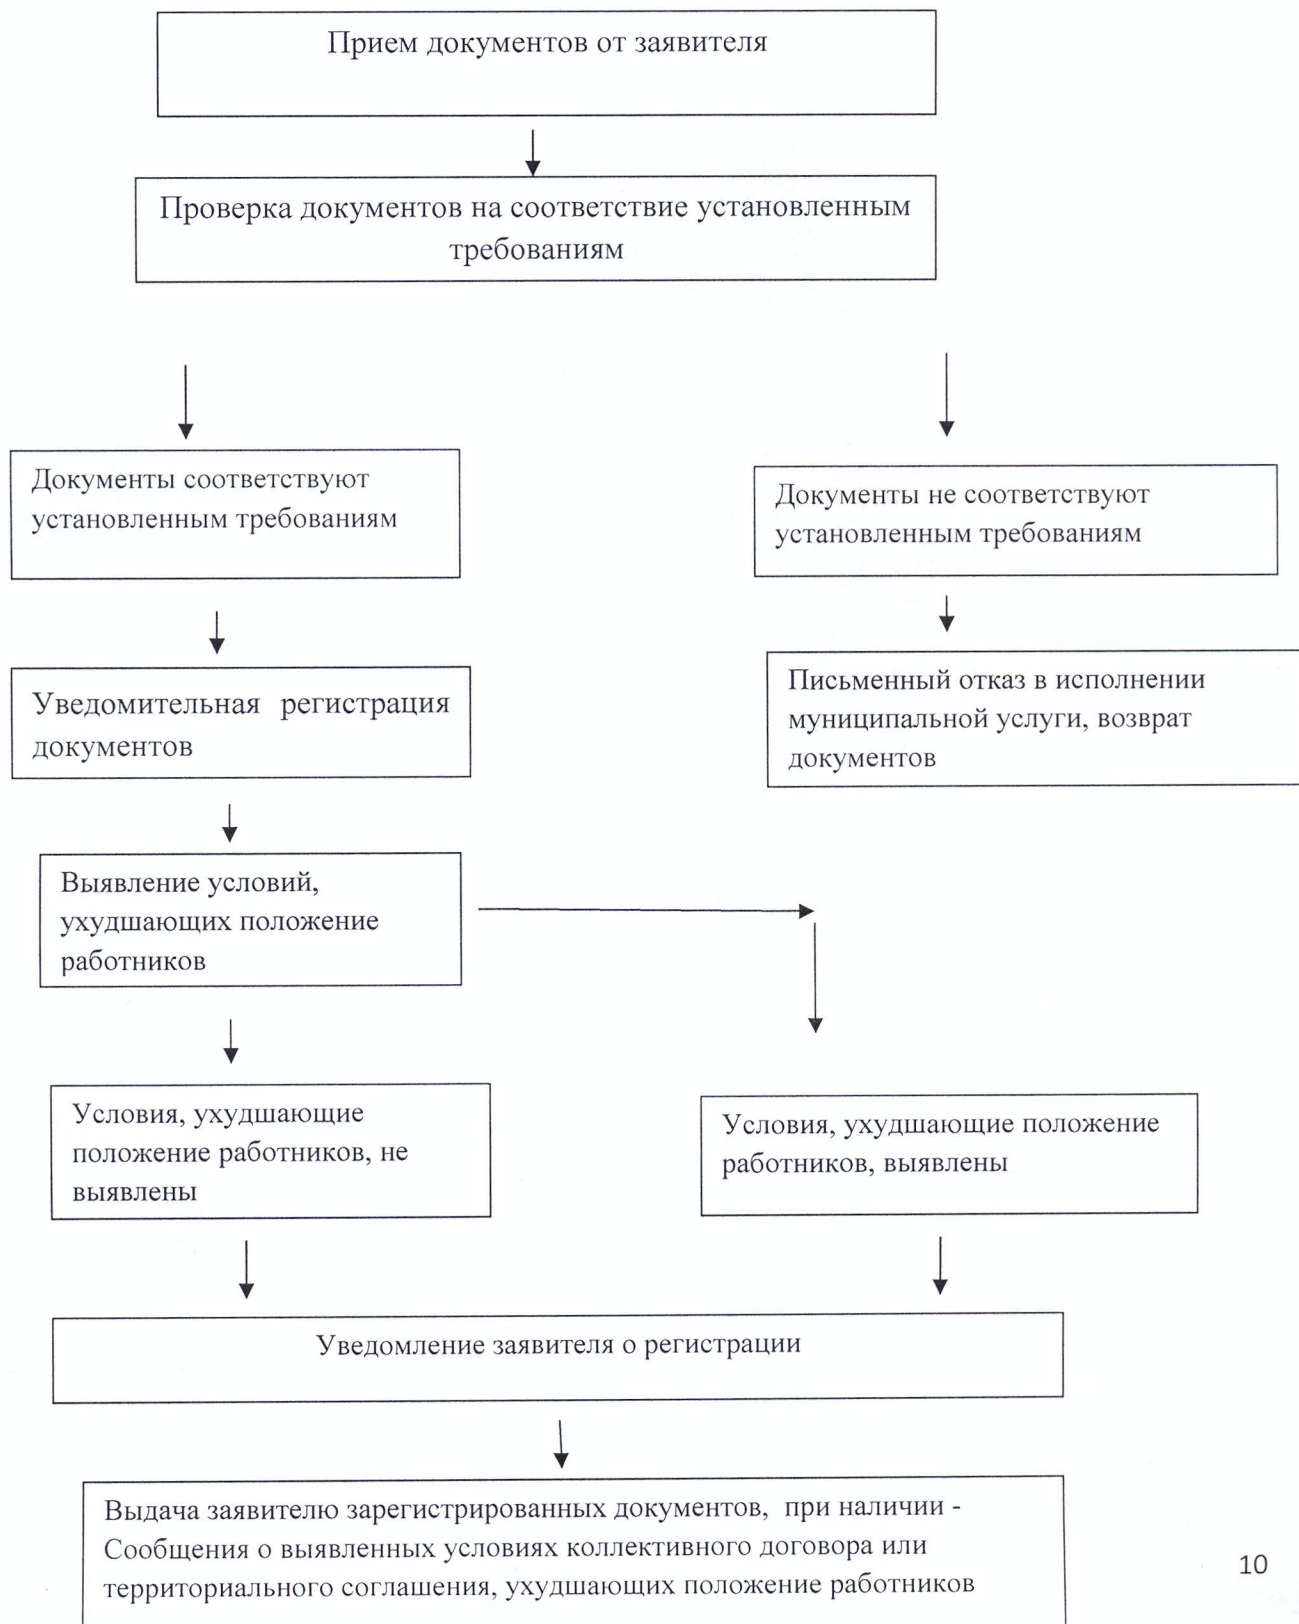 Прием документов от заявителя
Проверка документов на соответствие установленным
требованиям
Документы соответствуют
установленным требованиям
Документы не соответствуют
установленным требованиям
Уведомительная регистрация
документов
Письменный отказ в исполнении
муниципальной услуги, возврат
документов
Выявление условий,
ухудшающих положение
работников
Условия, ухудшающие
положение работников, не
выявлены
Условия, ухудшающие положение
работников, выявлены
Уведомление заявителя о регистрации
Выдача заявителю зарегистрированных документов, при наличии -
Сообщения о выявленных условиях коллективного договора или
территориального соглашения, ухудшающих положение работников
10